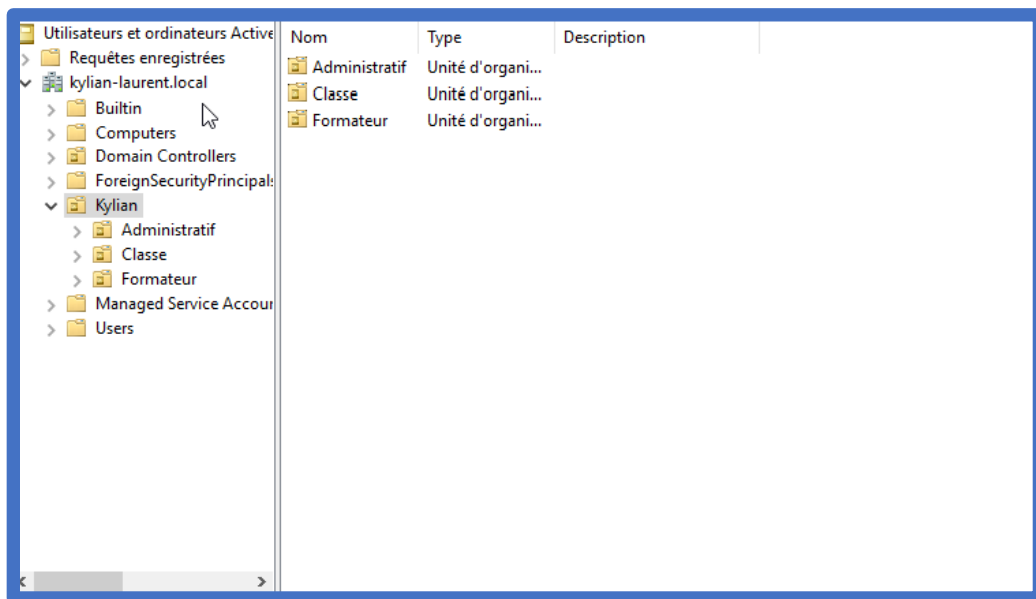 Utilisateurs et ordinateurs Active
Requêtes enregistrées
kylian-laurent.local
Builtin
Computers
Domain Controllers
ForeignSecurityPrincipals
Kylian
Administratif
Classe
Formateur
Managed Service Accour
Users
Nom Type Description
Administratif Unité d'organi...
Classe Unité d'organi...
Formateur Unité d'organi...